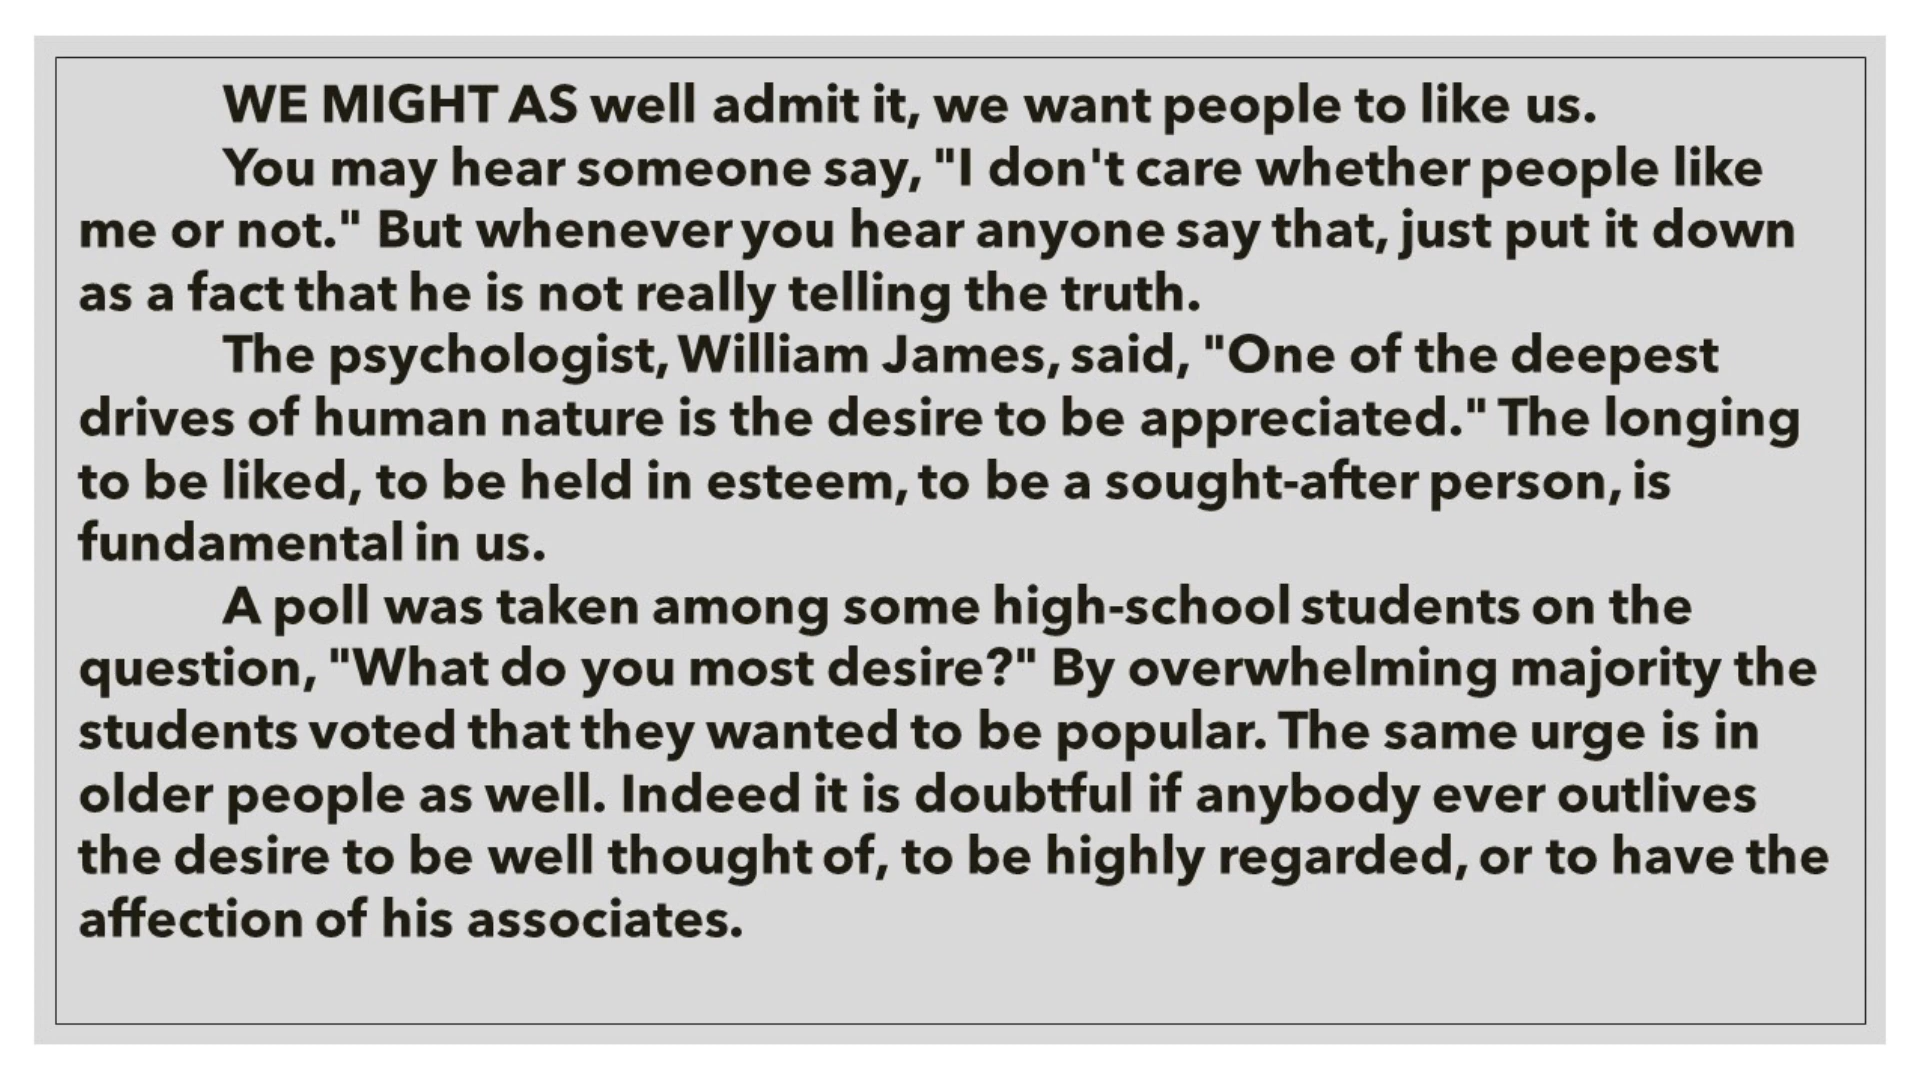 WE MIGHT AS well admit it, we want people to like us.
You may hear someone say, "I don't care whether people like
me or not." But whenever you hear anyone say that, just put it down
as a fact that he is not really telling the truth.
The psychologist, William James, said, "One of the deepest
drives of human nature is the desire to be appreciated." The longing
to be liked, to be held in esteem, to be a sought-after person, is
fundamental in us.
A poll was taken among some high-school students on the
question, "What do you most desire?" By overwhelming majority the
students voted that they wanted to be popular. The same urge is in
older people as well. Indeed it is doubtful if anybody ever outlives
the desire to be well thought of, to be highly regarded, or to have the
affection of his associates.